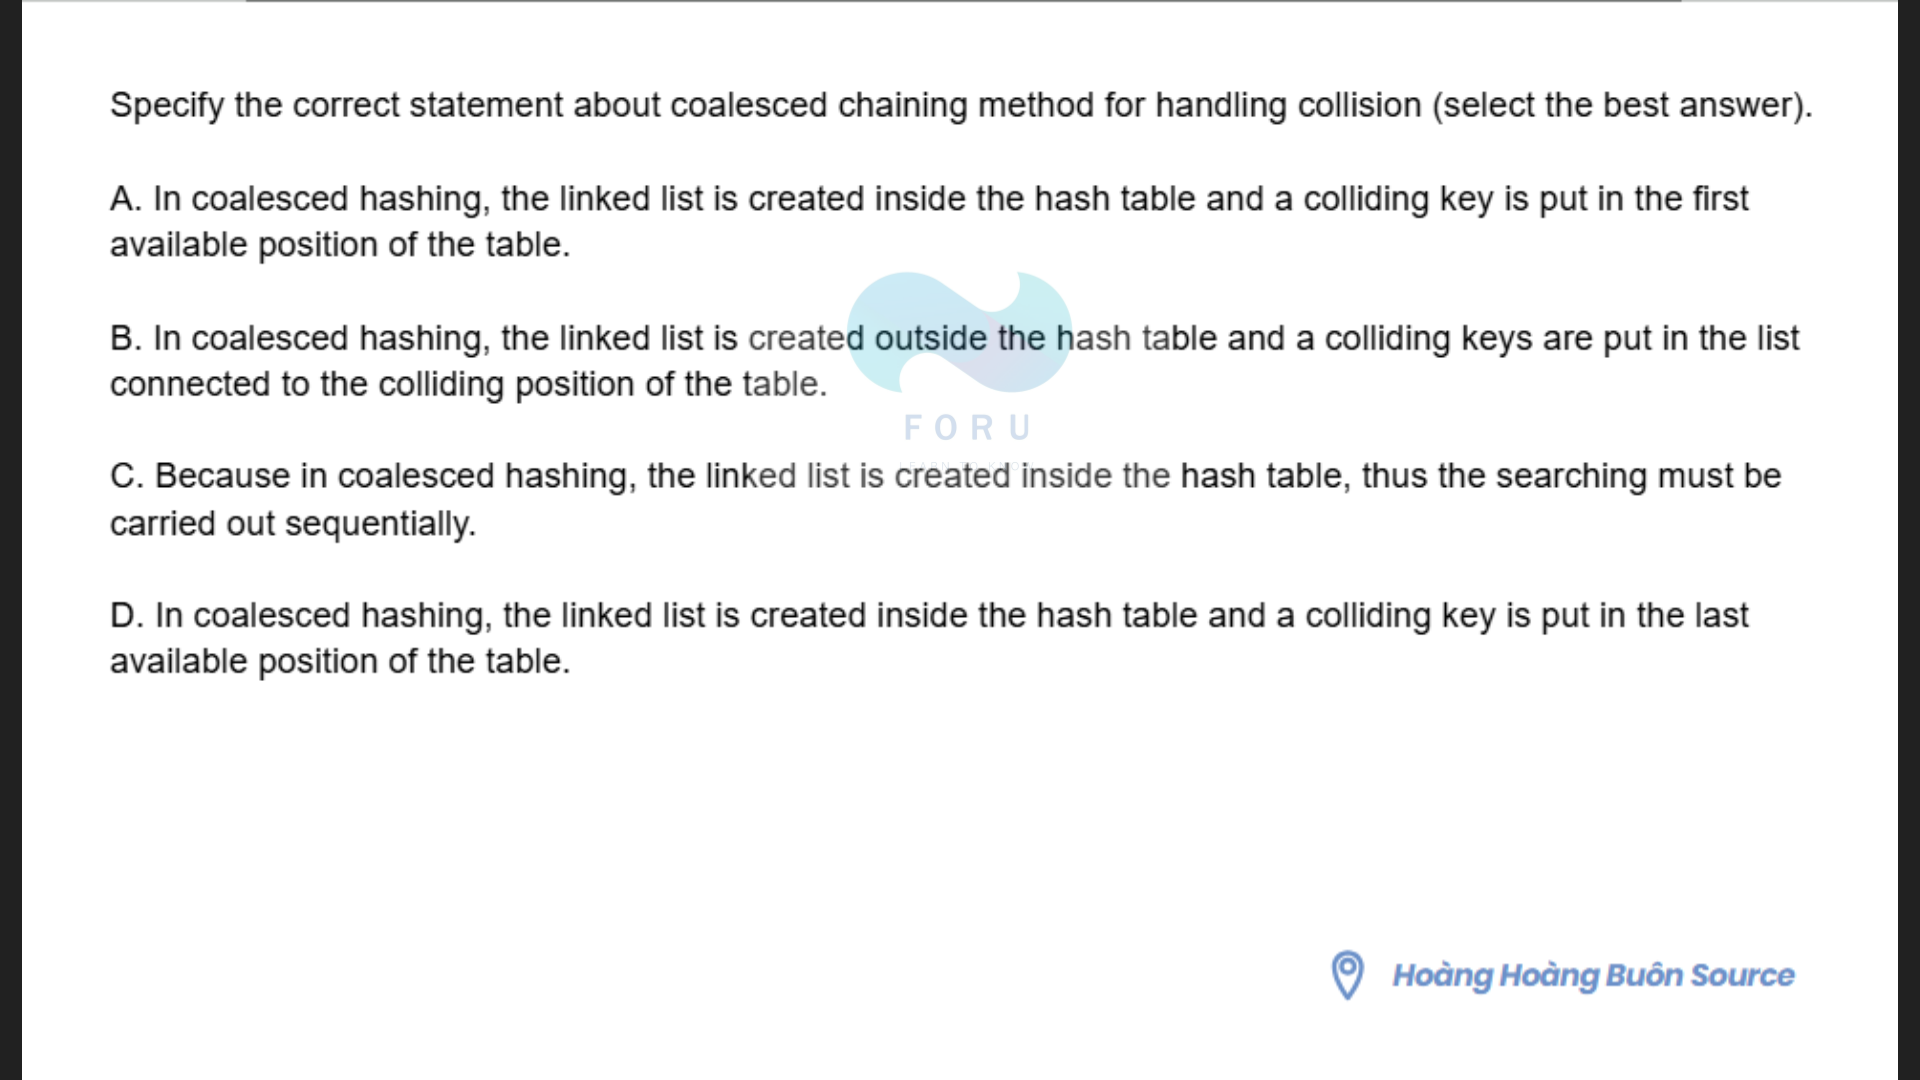 Specify the correct statement about coalesced chaining method for handling collision (select the best answer).
A. In coalesced hashing, the linked list is created inside the hash table and a colliding key is put in the first
available position of the table.
B. In coalesced hashing, the linked list is created outside the hash table and a colliding keys are put in the list
connected to the colliding position of the table.
FORU
C. Because in coalesced hashing, the linked list is created inside the hash table, thus the searching must be
carried out sequentially.
D. In coalesced hashing, the linked list is created inside the hash table and a colliding key is put in the last
available position of the table.
Hoàng Hoàng Buôn Source